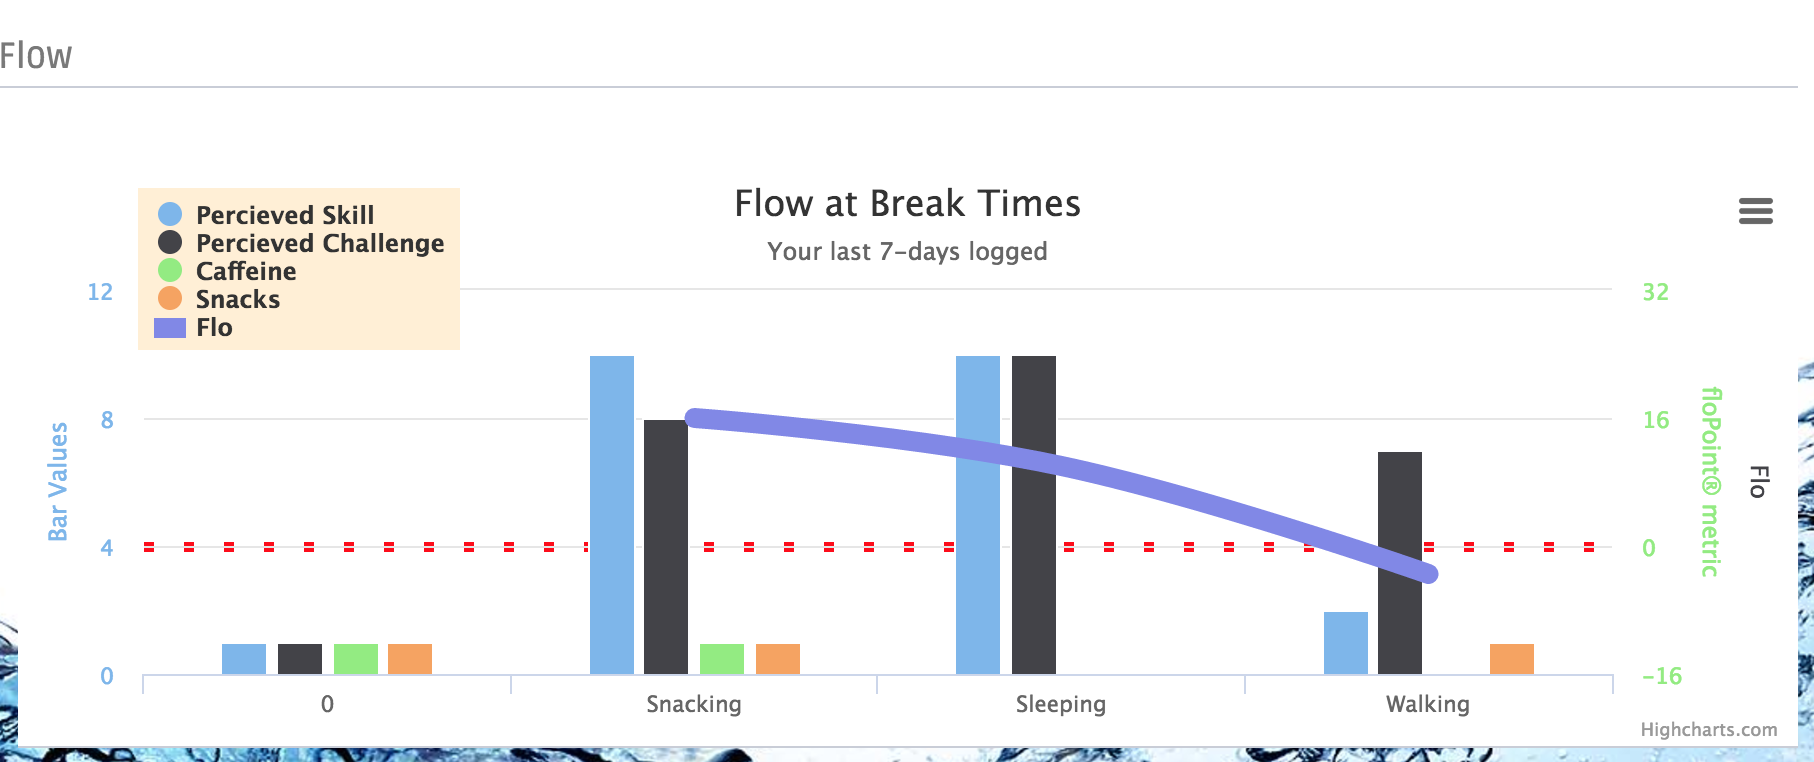 Flow
Flow at Break Times
Your last 7-days logged
Percieved Skill
Percieved Challenge
Caffeine
Snacks
Flo
12
8
4
0
Bar Values
32
16
0
-16
floPoint® metric
Flo
0
Snacking
Sleeping
Walking
Highcharts.com